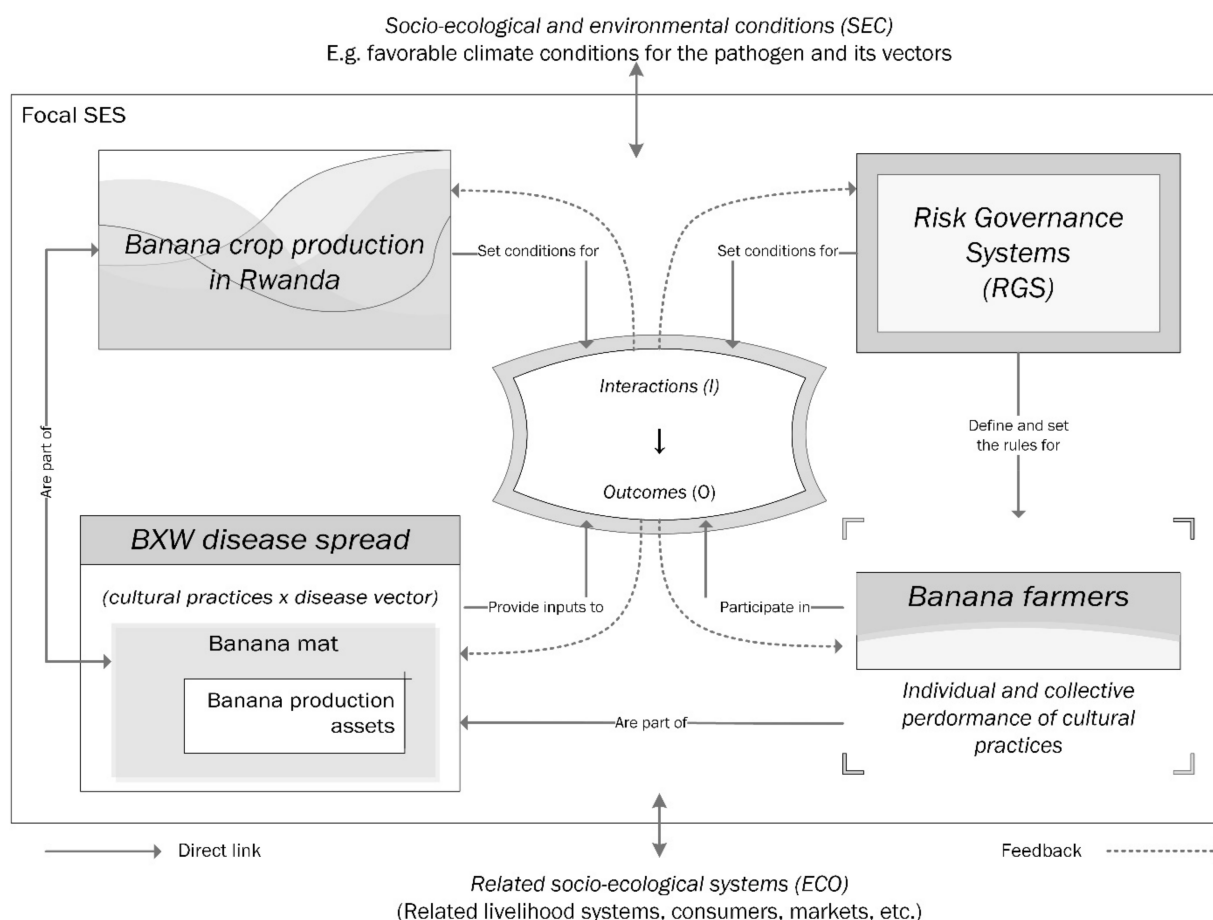 Socio-ecological and environmental conditions (SEC)
E.g. favorable climate conditions for the pathogen and its vectors
Focal SES
Banana crop production
in Rwanda
Set conditions for
Set conditions for
Risk Governance
Systems
(RGS)
Interactions (I)
↓
Outcomes (O)
Are part of
Define and set
the rules for
BXW disease spread
(cultural practices x disease vector)
Banana mat
Banana production
assets
Provide inputs to
Participate in
Banana farmers
Individual and collective
perdormance of cultural
practices
Are part of
Direct link
Feedback
Related socio-ecological systems (ECO)
(Related livelihood systems, consumers, markets, etc.)